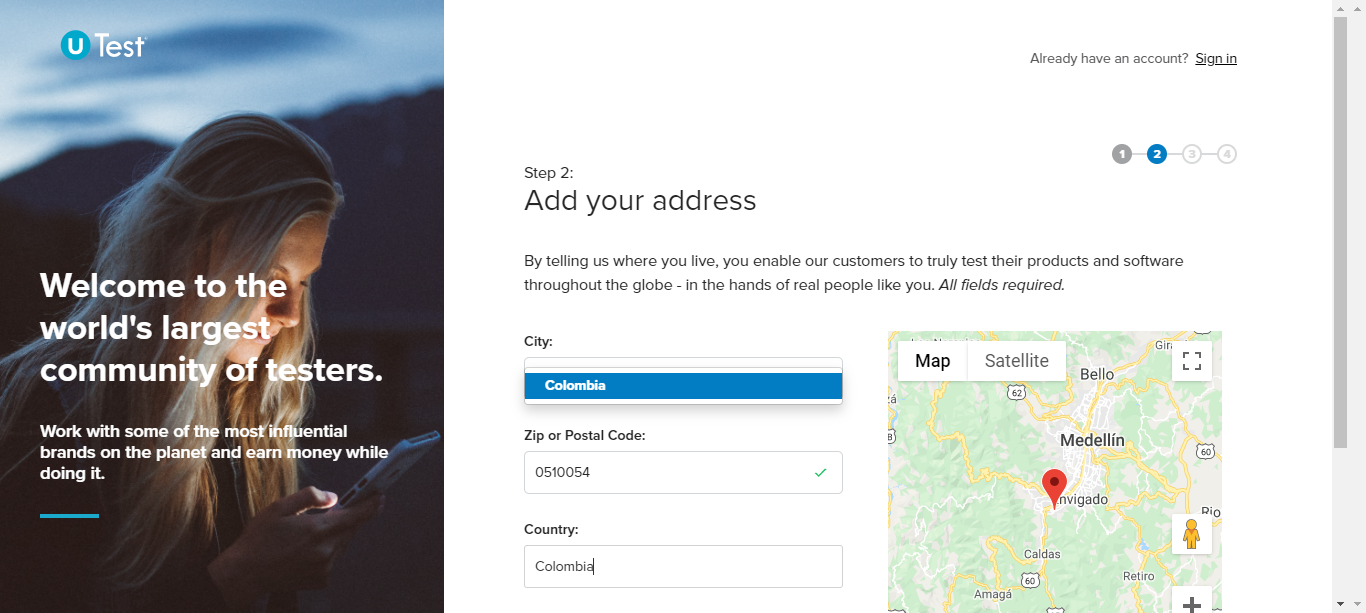 U Test
Already have an account? Sign in
1 2 3 4
Step 2:
Add your address
By telling us where you live, you enable our customers to truly test their products and software
throughout the globe - in the hands of real people like you. All fields required.
Welcome to the
world's largest
community of testers.
Work with some of the most influential
brands on the planet and earn money while
doing it.
City:
Colombia
Zip or Postal Code:
0510054
Country:
Colombia
Map
Satellite
Bello
62
Medellín
60
Envigado
Caldas
60
Retiro
Amagá